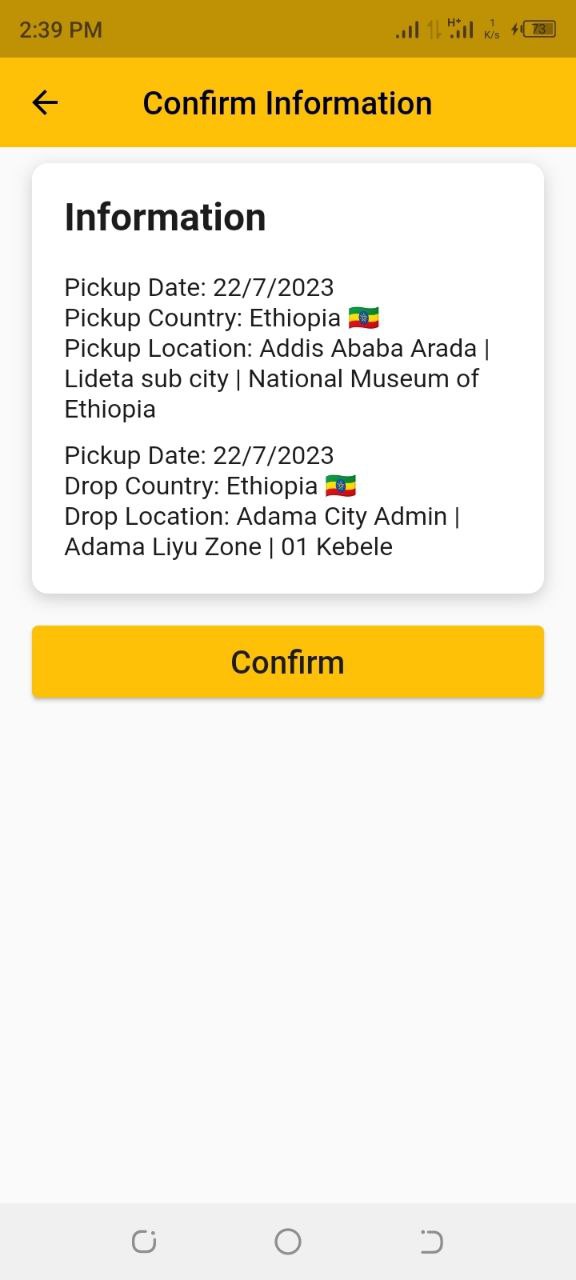 2:39 PM
H+
1
K/s
73
Confirm Information
Information
Pickup Date: 22/7/2023
Pickup Country: Ethiopia 🇪🇹
Pickup Location: Addis Ababa Arada |
Lideta sub city | National Museum of
Ethiopia
Pickup Date: 22/7/2023
Drop Country: Ethiopia 🇪🇹
Drop Location: Adama City Admin |
Adama Liyu Zone | 01 Kebele
Confirm